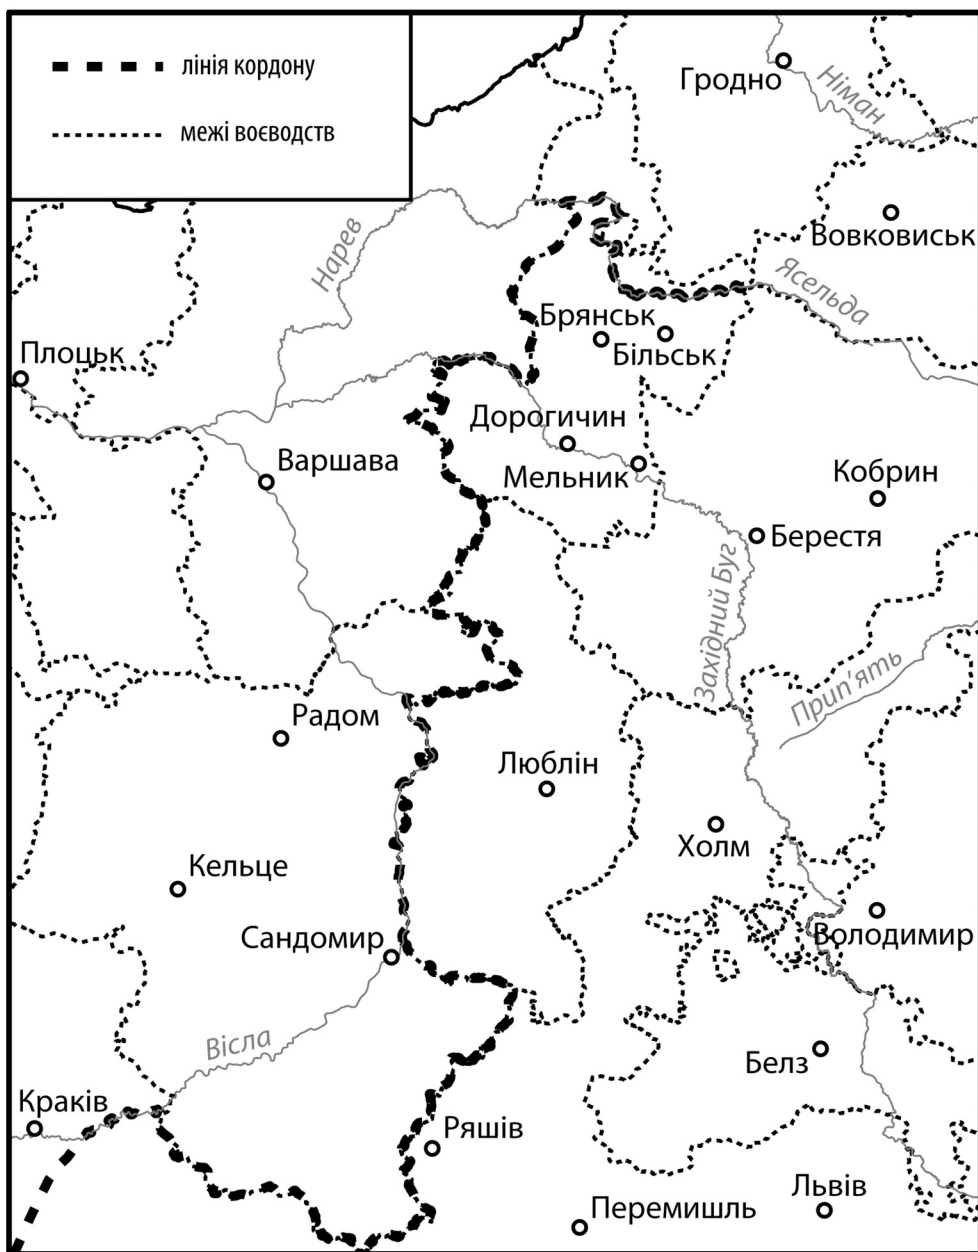 лінія кордону
межі воєводств
Гродно
Німан
Вовковиськ
Нарев
Ясельда
Брянськ
Більськ
Плоцьк
Дорогичин
Варшава
Мельник
Кобрин
Берестя
Західний Буг
Прип'ять
Радом
Люблін
Холм
Кельце
Володимир
Сандомир
Вісла
Белз
Краків
Ряшів
Львів
Перемишль